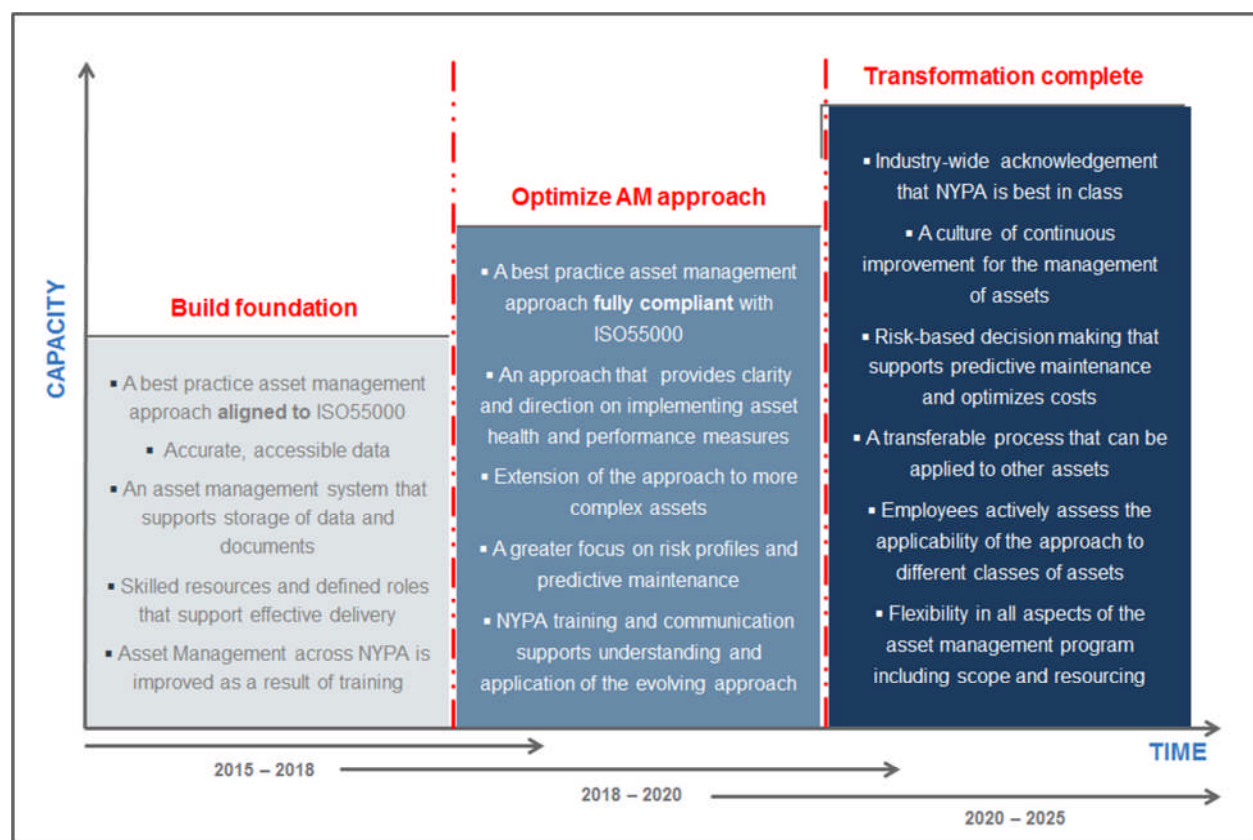 Transformation complete
▪ Industry-wide acknowledgement
that NYPA is best in class
▪ A culture of continuous
improvement for the management
of assets
▪ Risk-based decision making that
supports predictive maintenance
and optimizes costs
▪ A transferable process that can be
applied to other assets
▪ Employees actively assess the
applicability of the approach to
different classes of assets
▪ Flexibility in all aspects of the
asset management program
including scope and resourcing
Optimize AM approach
▪ A best practice asset management
approach fully compliant with
ISO55000
▪ An approach that provides clarity
and direction on implementing asset
health and performance measures
▪ Extension of the approach to more
complex assets
▪ A greater focus on risk profiles and
predictive maintenance
▪ NYPA training and communication
supports understanding and
application of the evolving approach
Build foundation
▪ A best practice asset management
approach aligned to ISO55000
▪ Accurate, accessible data
▪ An asset management system that
supports storage of data and
documents
▪ Skilled resources and defined roles
that support effective delivery
▪ Asset Management across NYPA is
improved as a result of training
CAPACITY
TIME
2015 – 2018
2018 – 2020
2020 – 2025